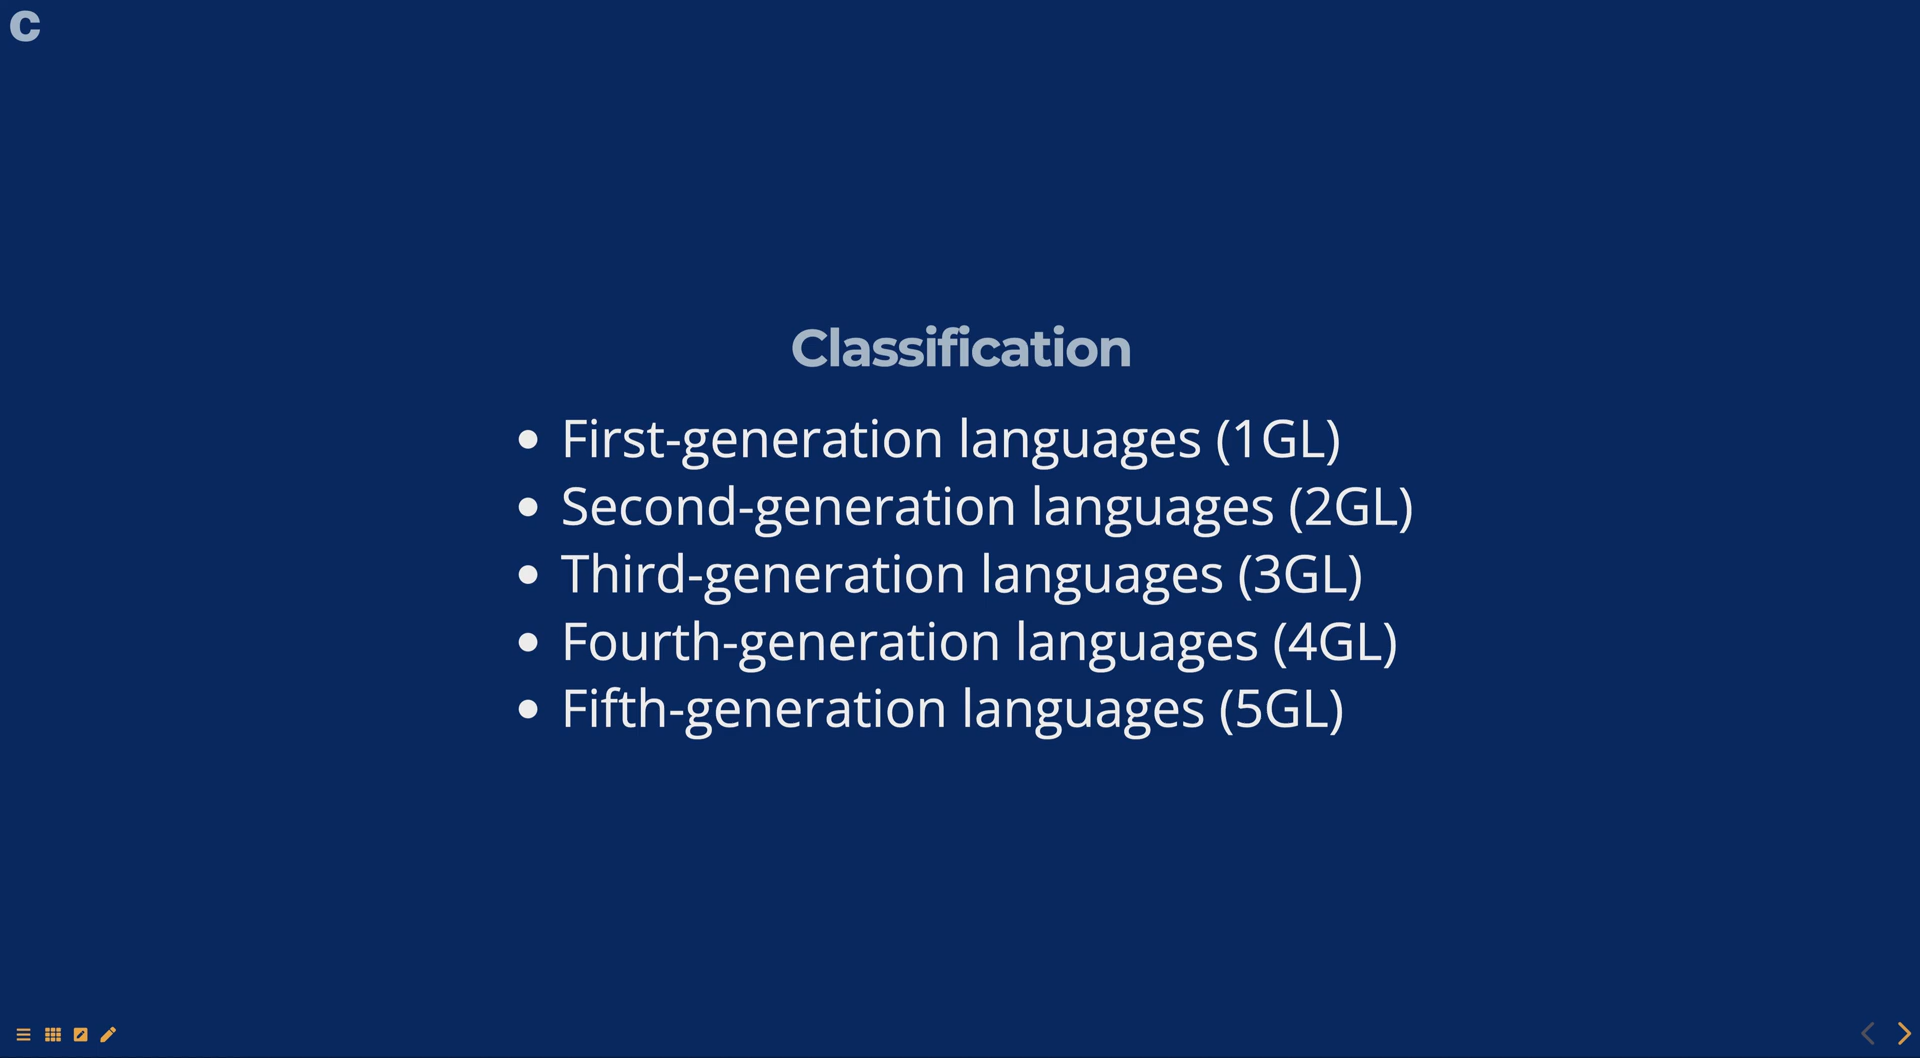 C
Classification
First-generation languages (1GL)
Second-generation languages (2GL)
Third-generation languages (3GL)
Fourth-generation languages (4GL)
Fifth-generation languages (5GL)